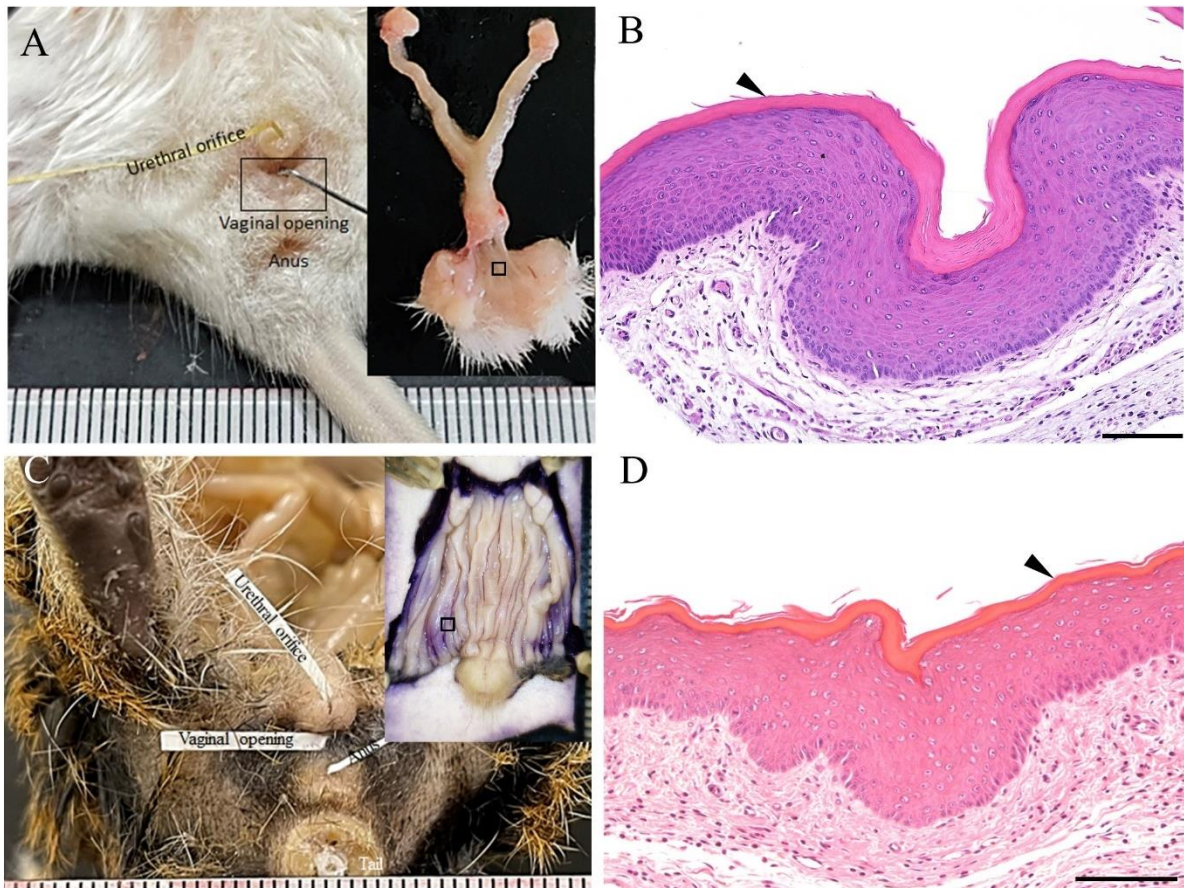 A
Urethral orifice
Vaginal opening
Anus
B
C
Urethral orifice
Vaginal opening
Anus
Tail
D